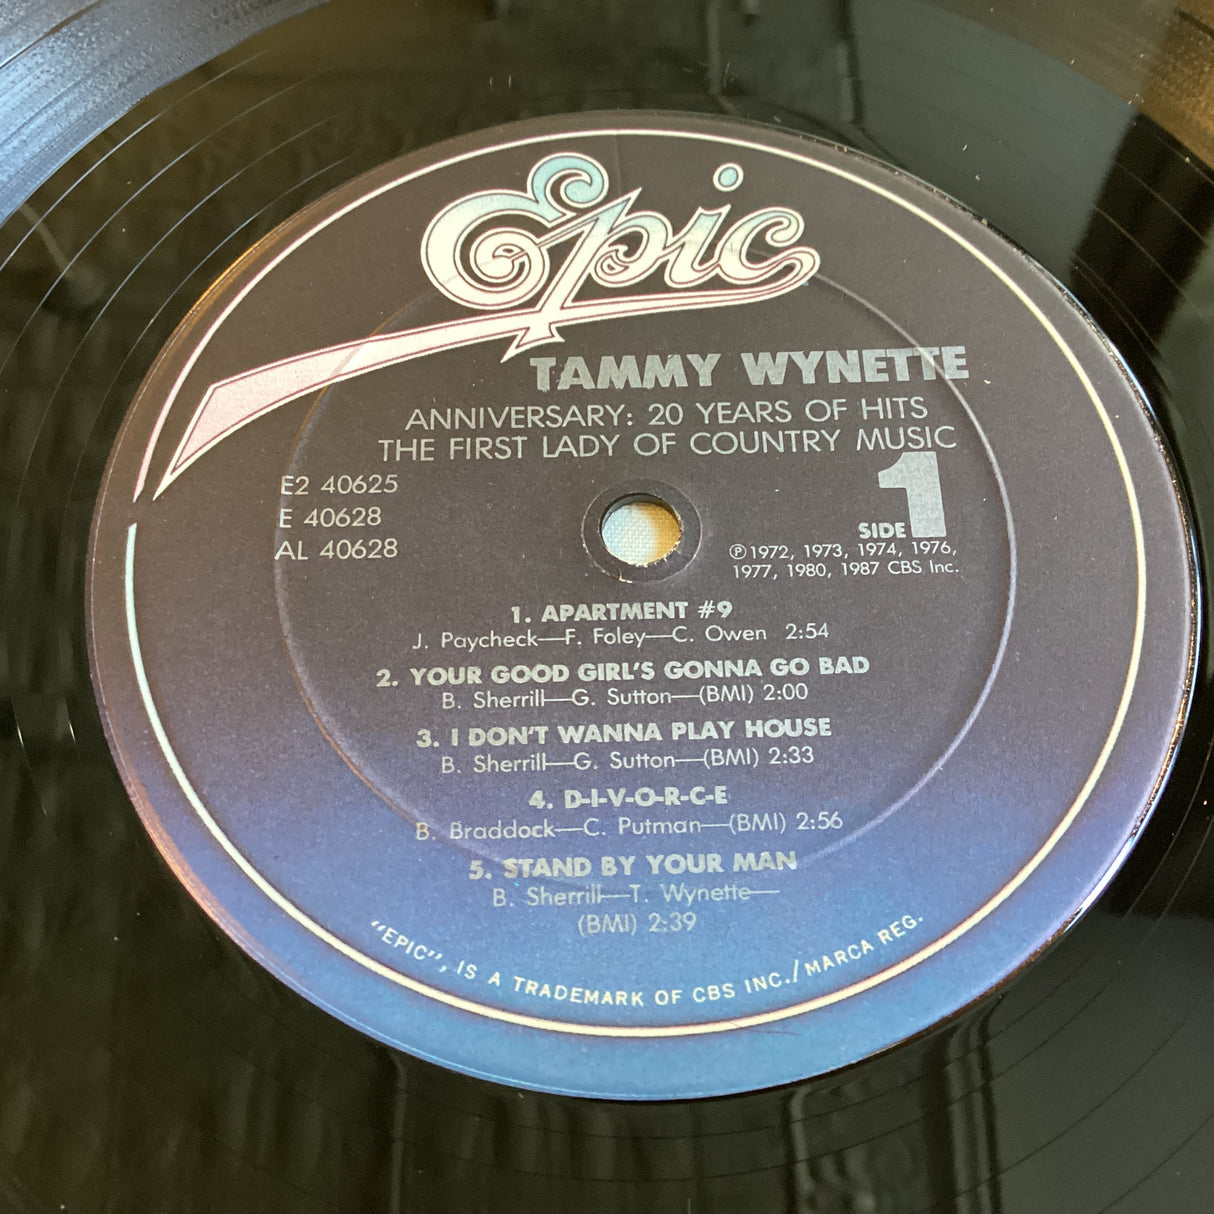 Epic
TAMMY WYNETTE
ANNIVERSARY: 20 YEARS OF HITS
THE FIRST LADY OF COUNTRY MUSIC
E2 40625
E 40628
AL 40628
SIDE 1
℗1972, 1973, 1974, 1976,
1977, 1980, 1987 CBS Inc.
1. APARTMENT #9
J. Paycheck—F. Foley—C. Owen 2:54
2. YOUR GOOD GIRL'S GONNA GO BAD
B. Sherrill—G. Sutton—(BMI) 2:00
3. I DON'T WANNA PLAY HOUSE
B. Sherrill—G. Sutton—(BMI) 2:33
4. D-I-V-O-R-C-E
B. Braddock—C. Putman—(BMI) 2:56
5. STAND BY YOUR MAN
B. Sherrill—T. Wynette—
(BMI) 2:39
"EPIC", IS A TRADEMARK OF CBS INC./MARCA REG.